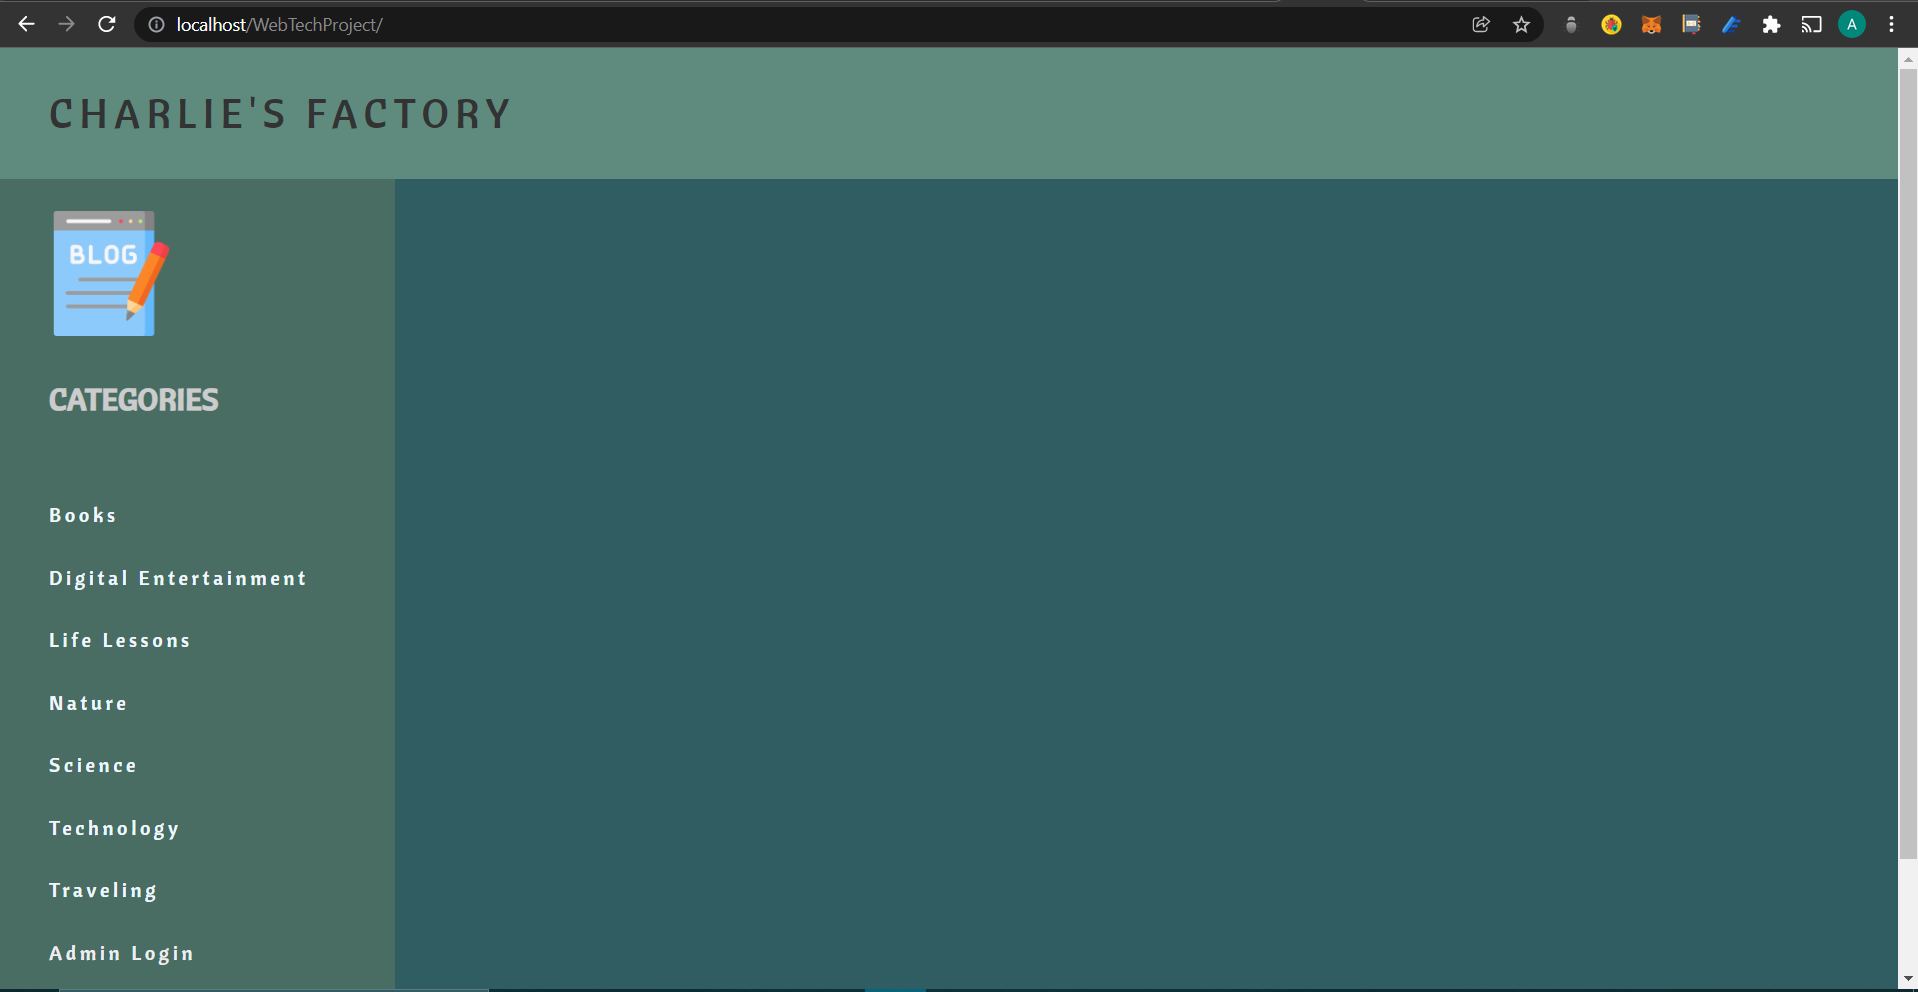 localhost/WebTechProject/
A
CHARLIE'S FACTORY
BLOG
CATEGORIES
Books
Digital Entertainment
Life Lessons
Nature
Science
Technology
Traveling
Admin Login